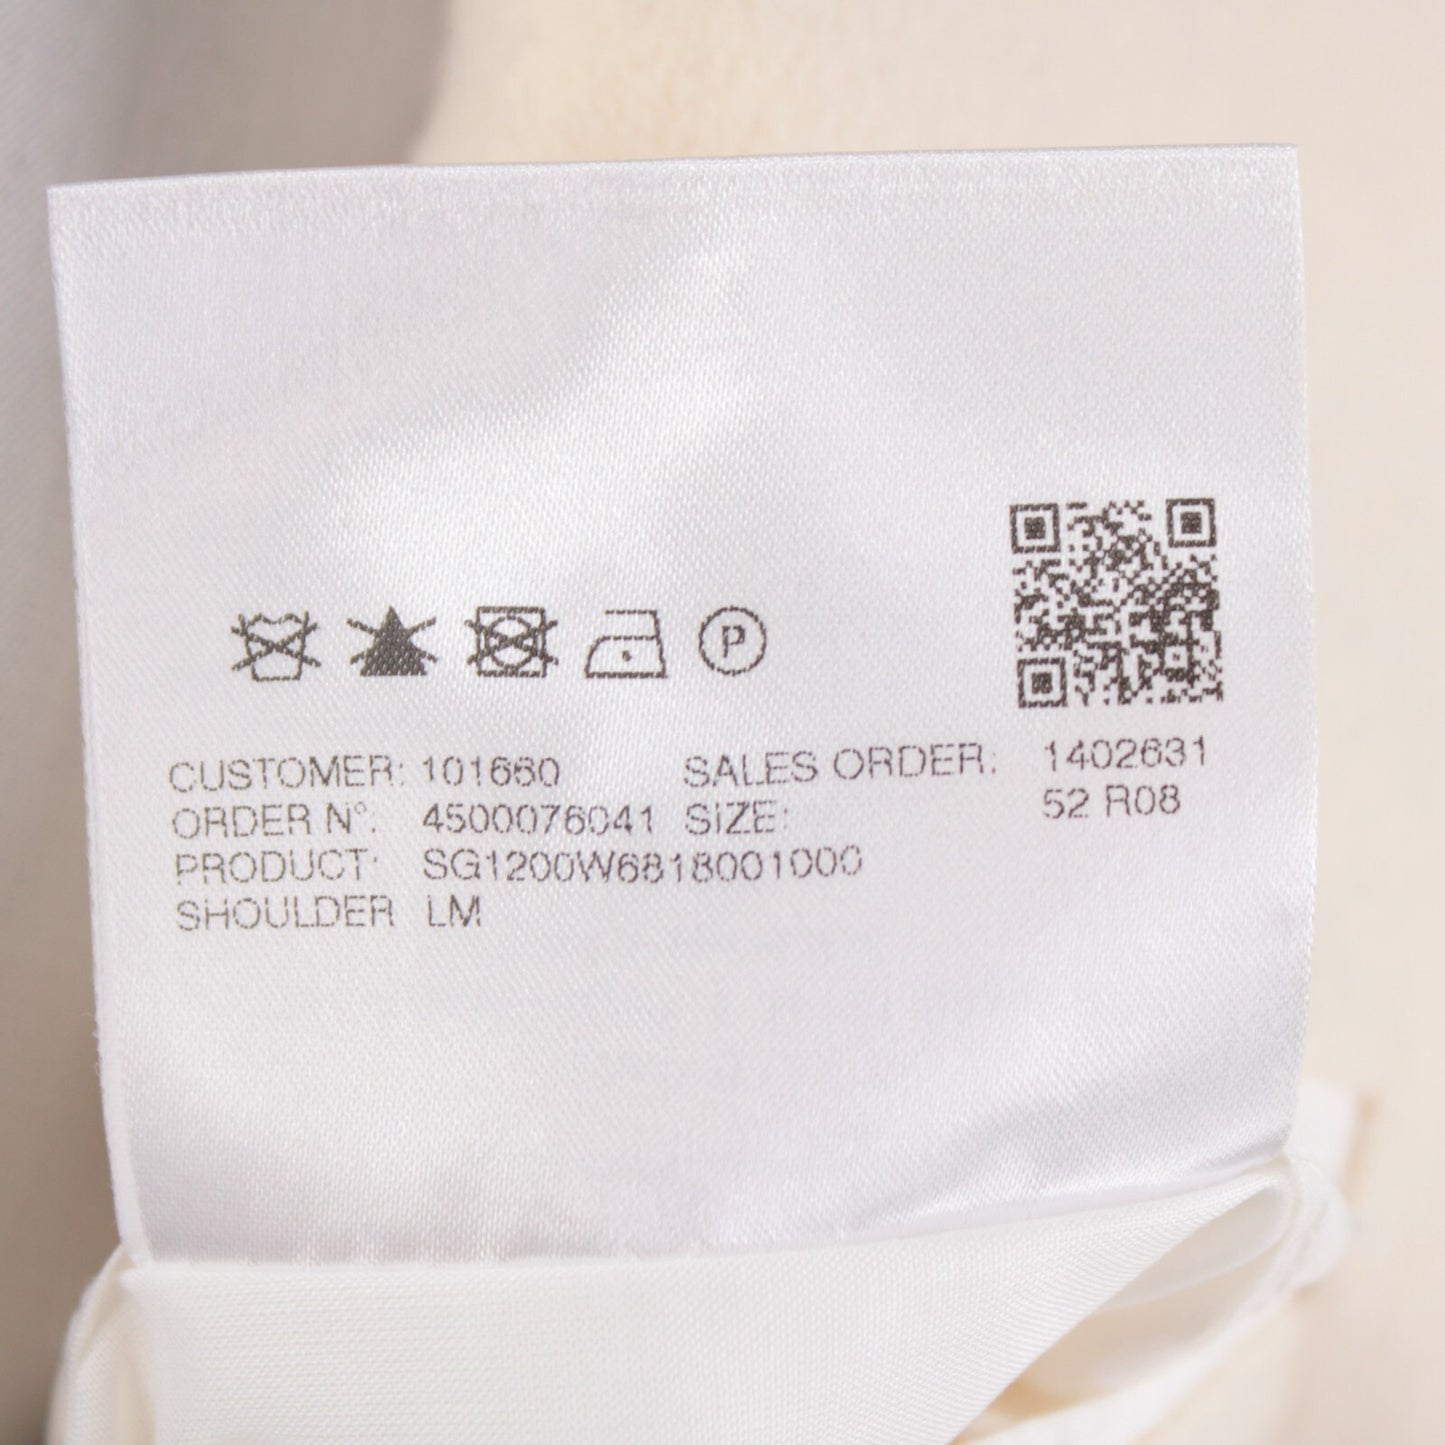 P
CUSTOMER: 101660 SALES ORDER: 1402631
ORDER N°. 4500076041 SIZE: 52 R08
PRODUCT: SG1200W6818001000
SHOULDER LM